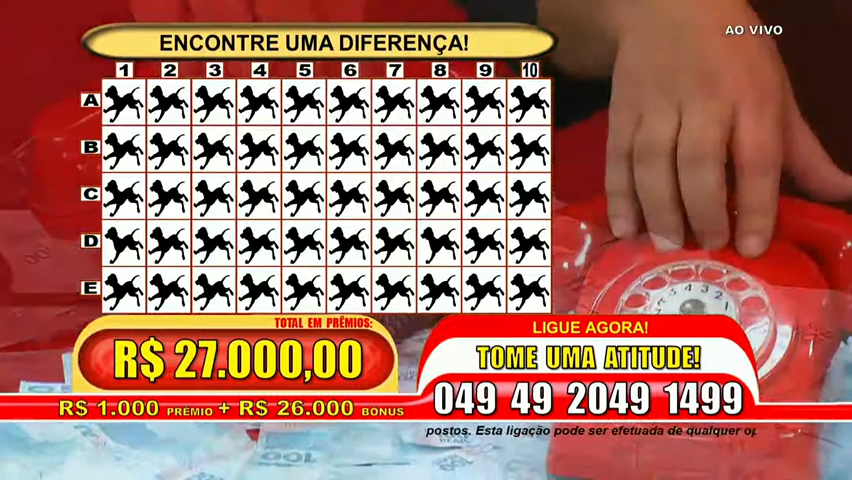 AO VIVO
ENCONTRE UMA DIFERENÇA!
1 2 3 4 5 6 7 8 9 10
A
B
C
D
E
TOTAL EM PRÊMIOS:
R$ 27.000,00
R$ 1.000 PRÊMIO + R$ 26.000 BONUS
LIGUE AGORA!
TOME UMA ATITUDE!
049 49 2049 1499
postos. Esta ligação pode ser efetuada de qualquer op